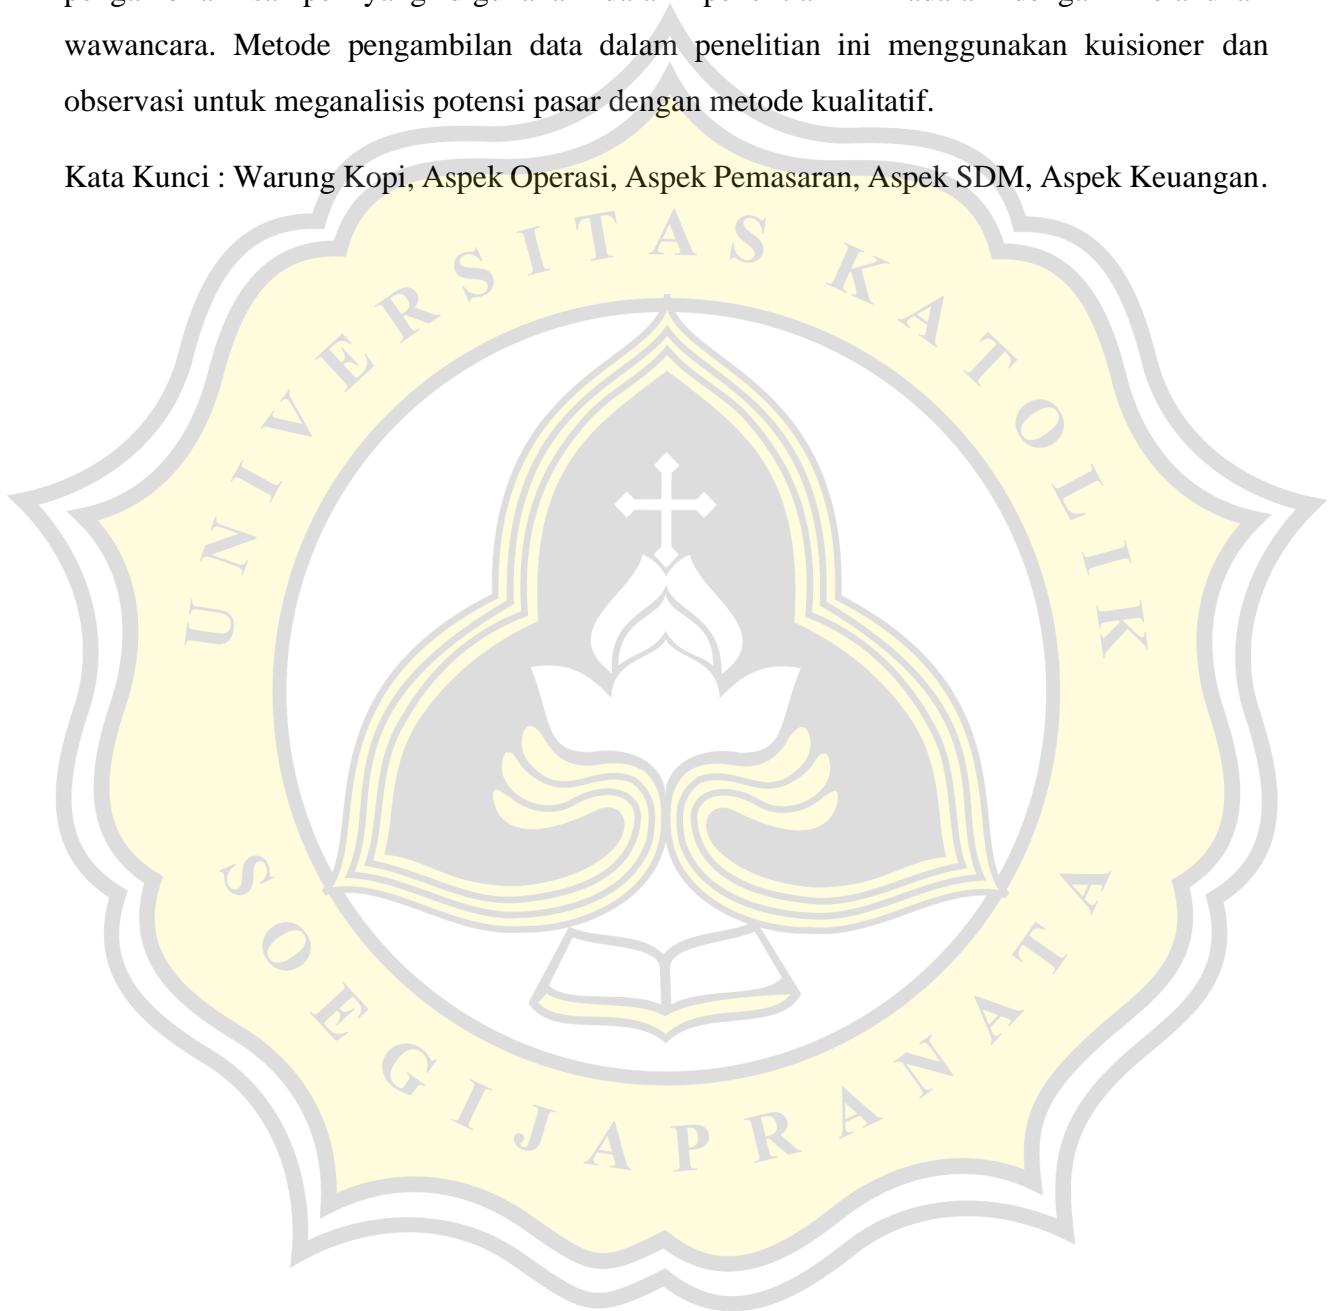 wawancara. Metode pengambilan data dalam penelitian ini menggunakan kuisioner dan
observasi untuk meganalisis potensi pasar dengan metode kualitatif.
Kata Kunci : Warung Kopi, Aspek Operasi, Aspek Pemasaran, Aspek SDM, Aspek Keuangan.
UNIVERSITAS KATOLIK
SOEGIJAPRANATA